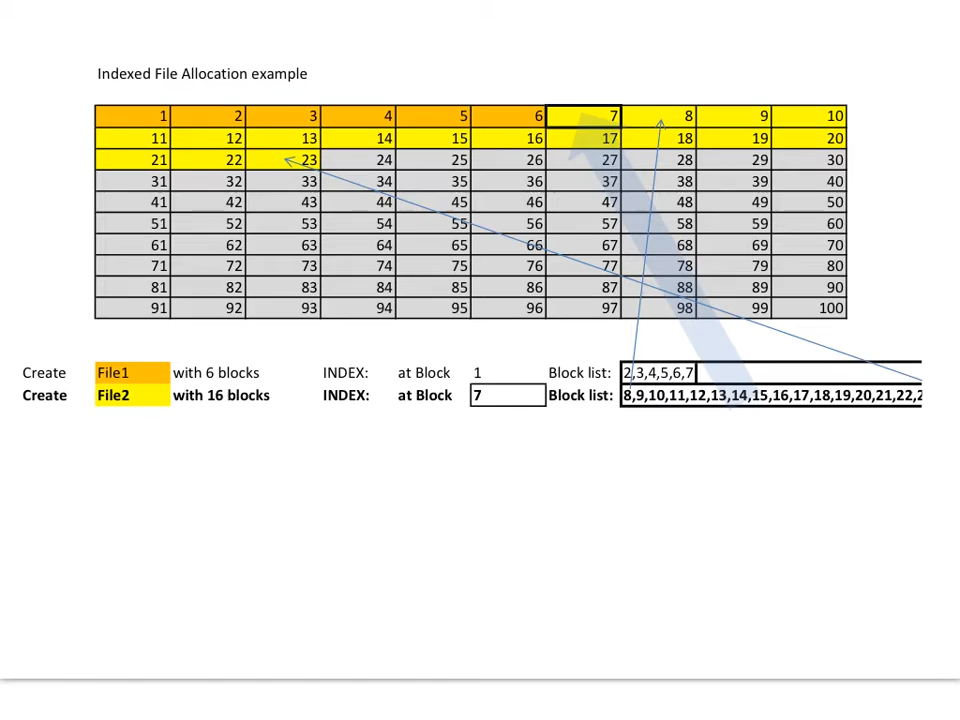 Indexed File Allocation example
1 2 3 4 5 6 7 8 9 10
11 12 13 14 15 16 17 18 19 20
21 22 23 24 25 26 27 28 29 30
31 32 33 34 35 36 37 38 39 40
41 42 43 44 45 46 47 48 49 50
51 52 53 54 55 56 57 58 59 60
61 62 63 64 65 66 67 68 69 70
71 72 73 74 75 76 77 78 79 80
81 82 83 84 85 86 87 88 89 90
91 92 93 94 95 96 97 98 99 100
Create File1 with 6 blocks INDEX: at Block 1 Block list: 2,3,4,5,6,7
Create File2 with 16 blocks INDEX: at Block 7 Block list: 8,9,10,11,12,13,14,15,16,17,18,19,20,21,22,2